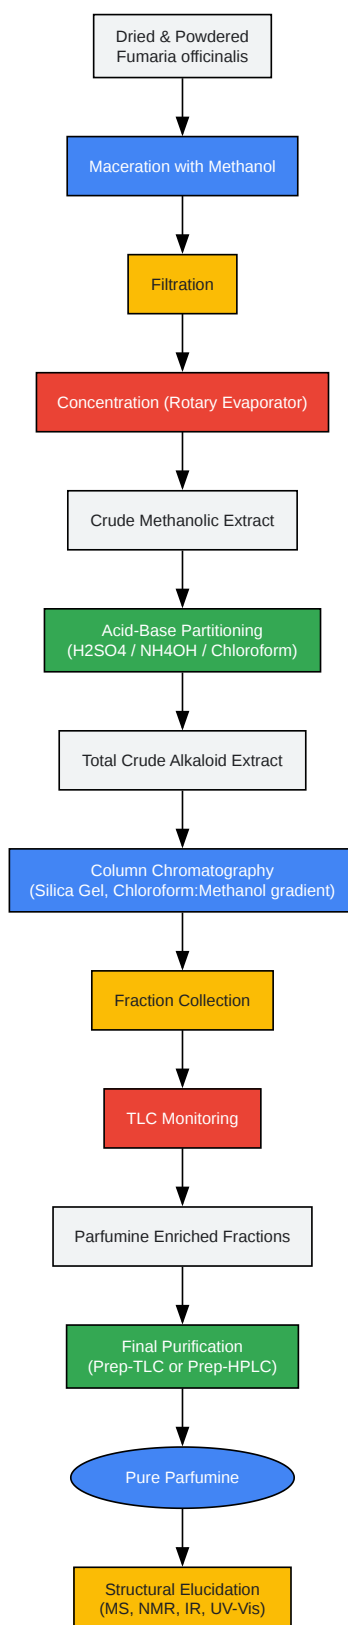 Dried & Powdered
Fumaria officinalis
Maceration with Methanol
Filtration
Concentration (Rotary Evaporator)
Crude Methanolic Extract
Acid-Base Partitioning
(H2SO4 / NH4OH / Chloroform)
Total Crude Alkaloid Extract
Column Chromatography
(Silica Gel, Chloroform:Methanol gradient)
Fraction Collection
TLC Monitoring
Parfumine Enriched Fractions
Final Purification
(Prep-TLC or Prep-HPLC)
Pure Parfumine
Structural Elucidation
(MS, NMR, IR, UV-Vis)